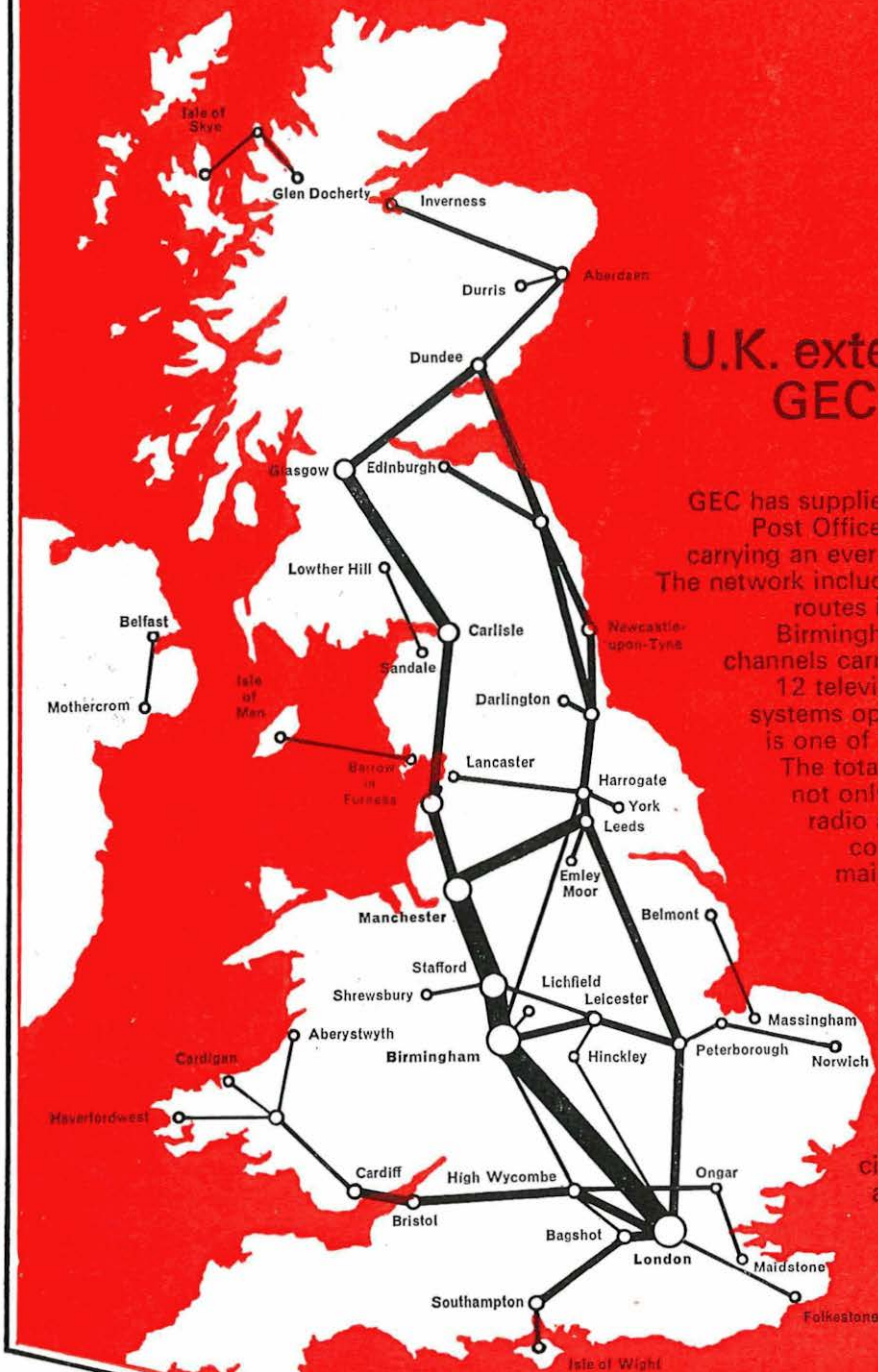 Isle of
Skye
Glen Docherty
Inverness
Aberdeen
Durris
Dundee
U.K. exte
GEC
Glasgow
Edinburgh
GEC has supplie
Post Office
carrying an ever
The network includ
routes i
Birmingh
channels carr
12 televi
systems op
is one of
The tota
not only
radio
co
mai
Lowther Hill
Belfast
Carlisle
Newcastle-
upon-Tyne
Sandale
Isle
of
Man
Mothercrom
Darlington
Lancaster
Barrow
in
Furness
Harrogate
York
Leeds
Emley
Moor
Manchester
Belmont
Stafford
Lichfield
Shrewsbury
Leicester
Massingham
Aberystwyth
Birmingham
Hinckley
Peterborough
Norwich
Cardigan
Haverfordwest
Cardiff
High Wycombe
Ongar
ci
a
Bristol
Bagshot
London
Maidstone
Southampton
Folkestone
Isle of Wight